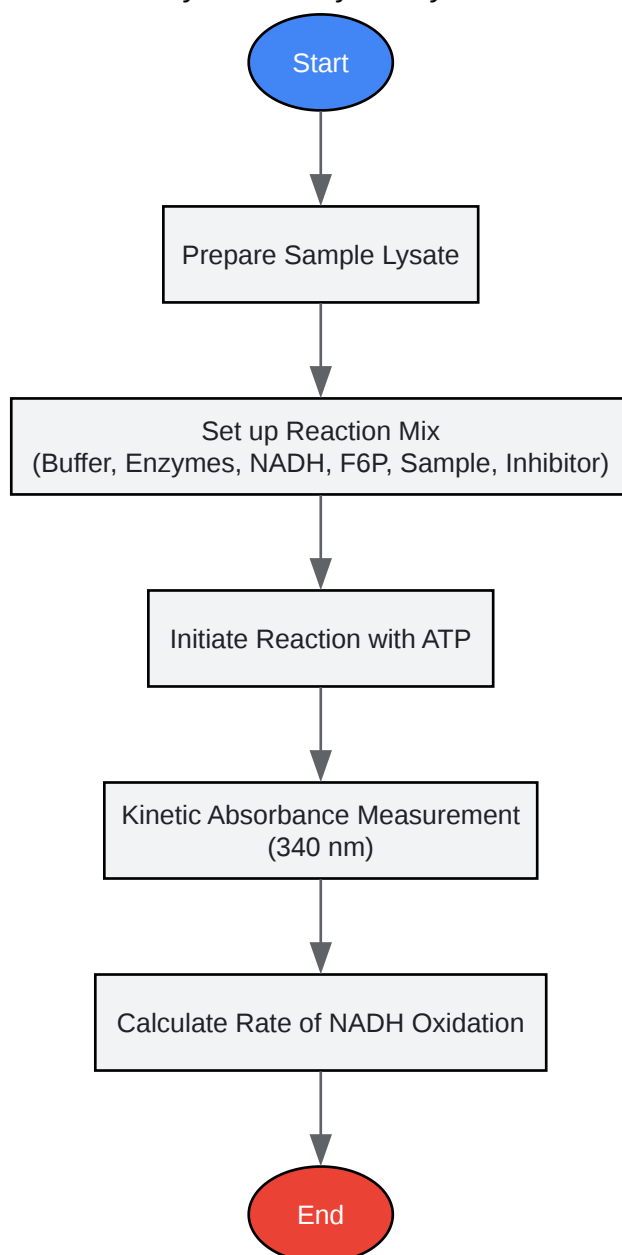 Start
Prepare Sample Lysate
Set up Reaction Mix
(Buffer, Enzymes, NADH, F6P, Sample, Inhibitor)
Initiate Reaction with ATP
Kinetic Absorbance Measurement
(340 nm)
Calculate Rate of NADH Oxidation
End